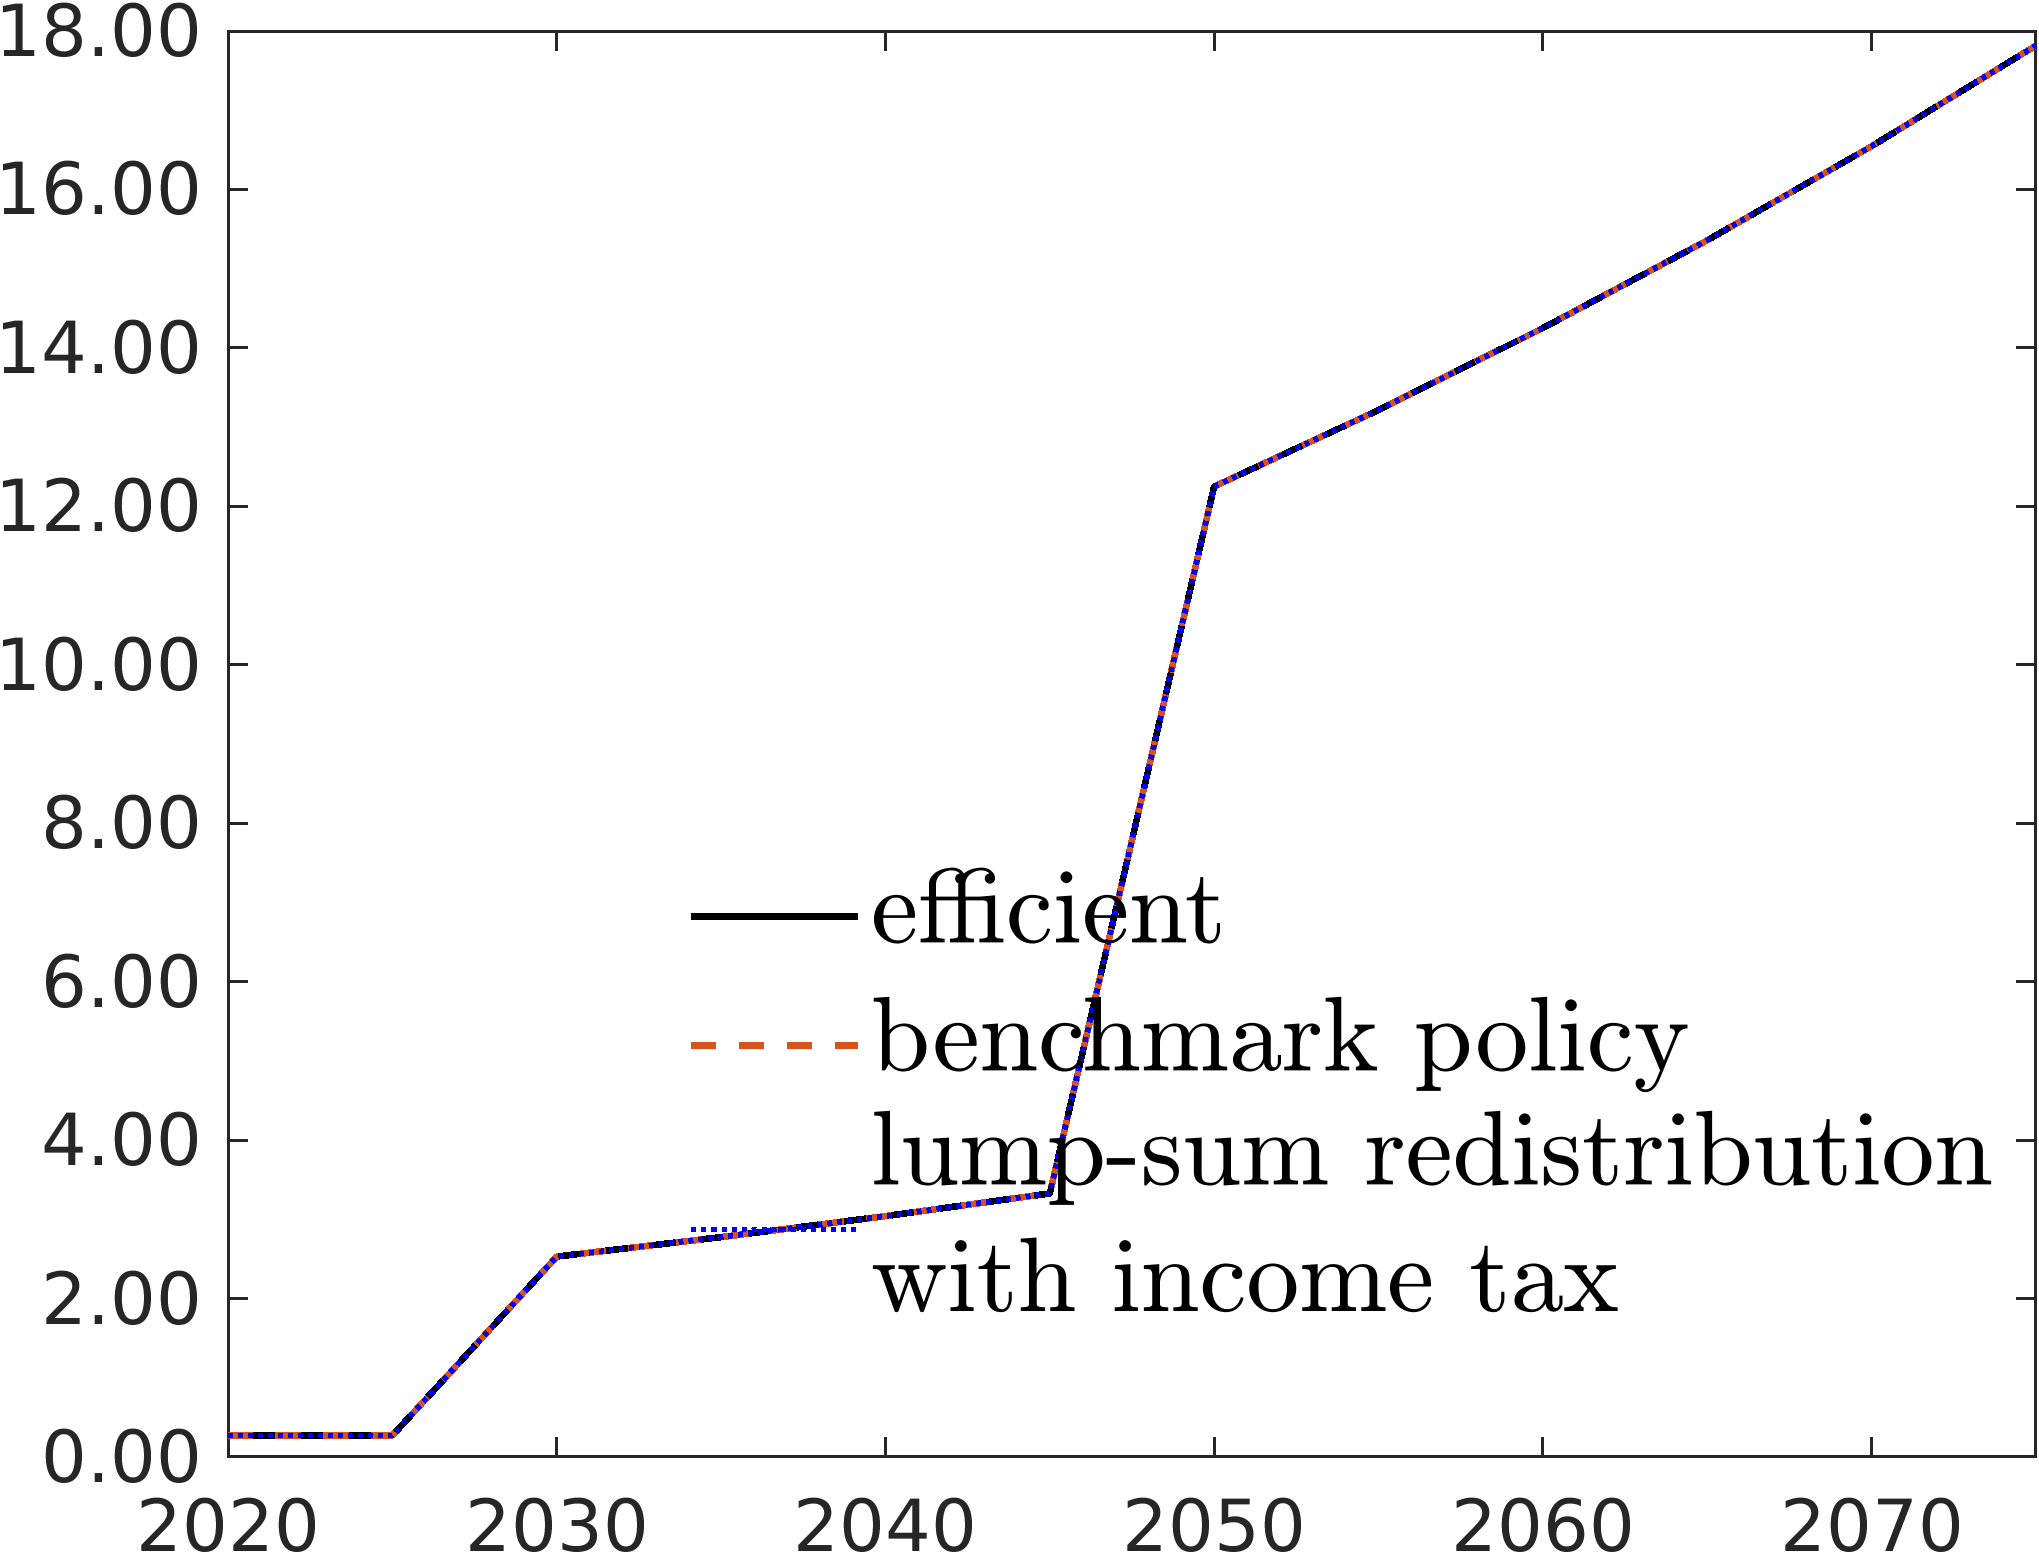 18.00
16.00
14.00
12.00
10.00
8.00
6.00
4.00
2.00
0.00
efficient
benchmark policy
lump-sum redistribution
with income tax
2020 2030 2040 2050 2060 2070